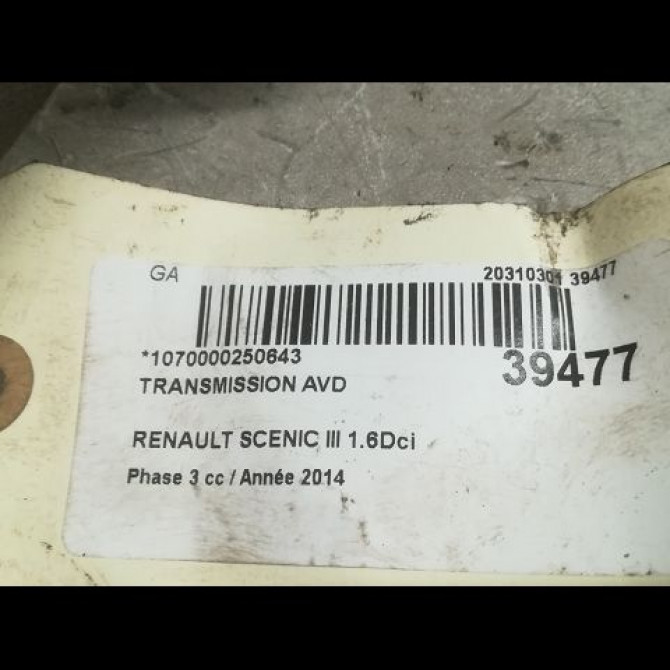 GA 20310301 39477
*1070000250643 39477
TRANSMISSION AVD
RENAULT SCENIC III 1.6Dci
Phase 3 cc / Année 2014